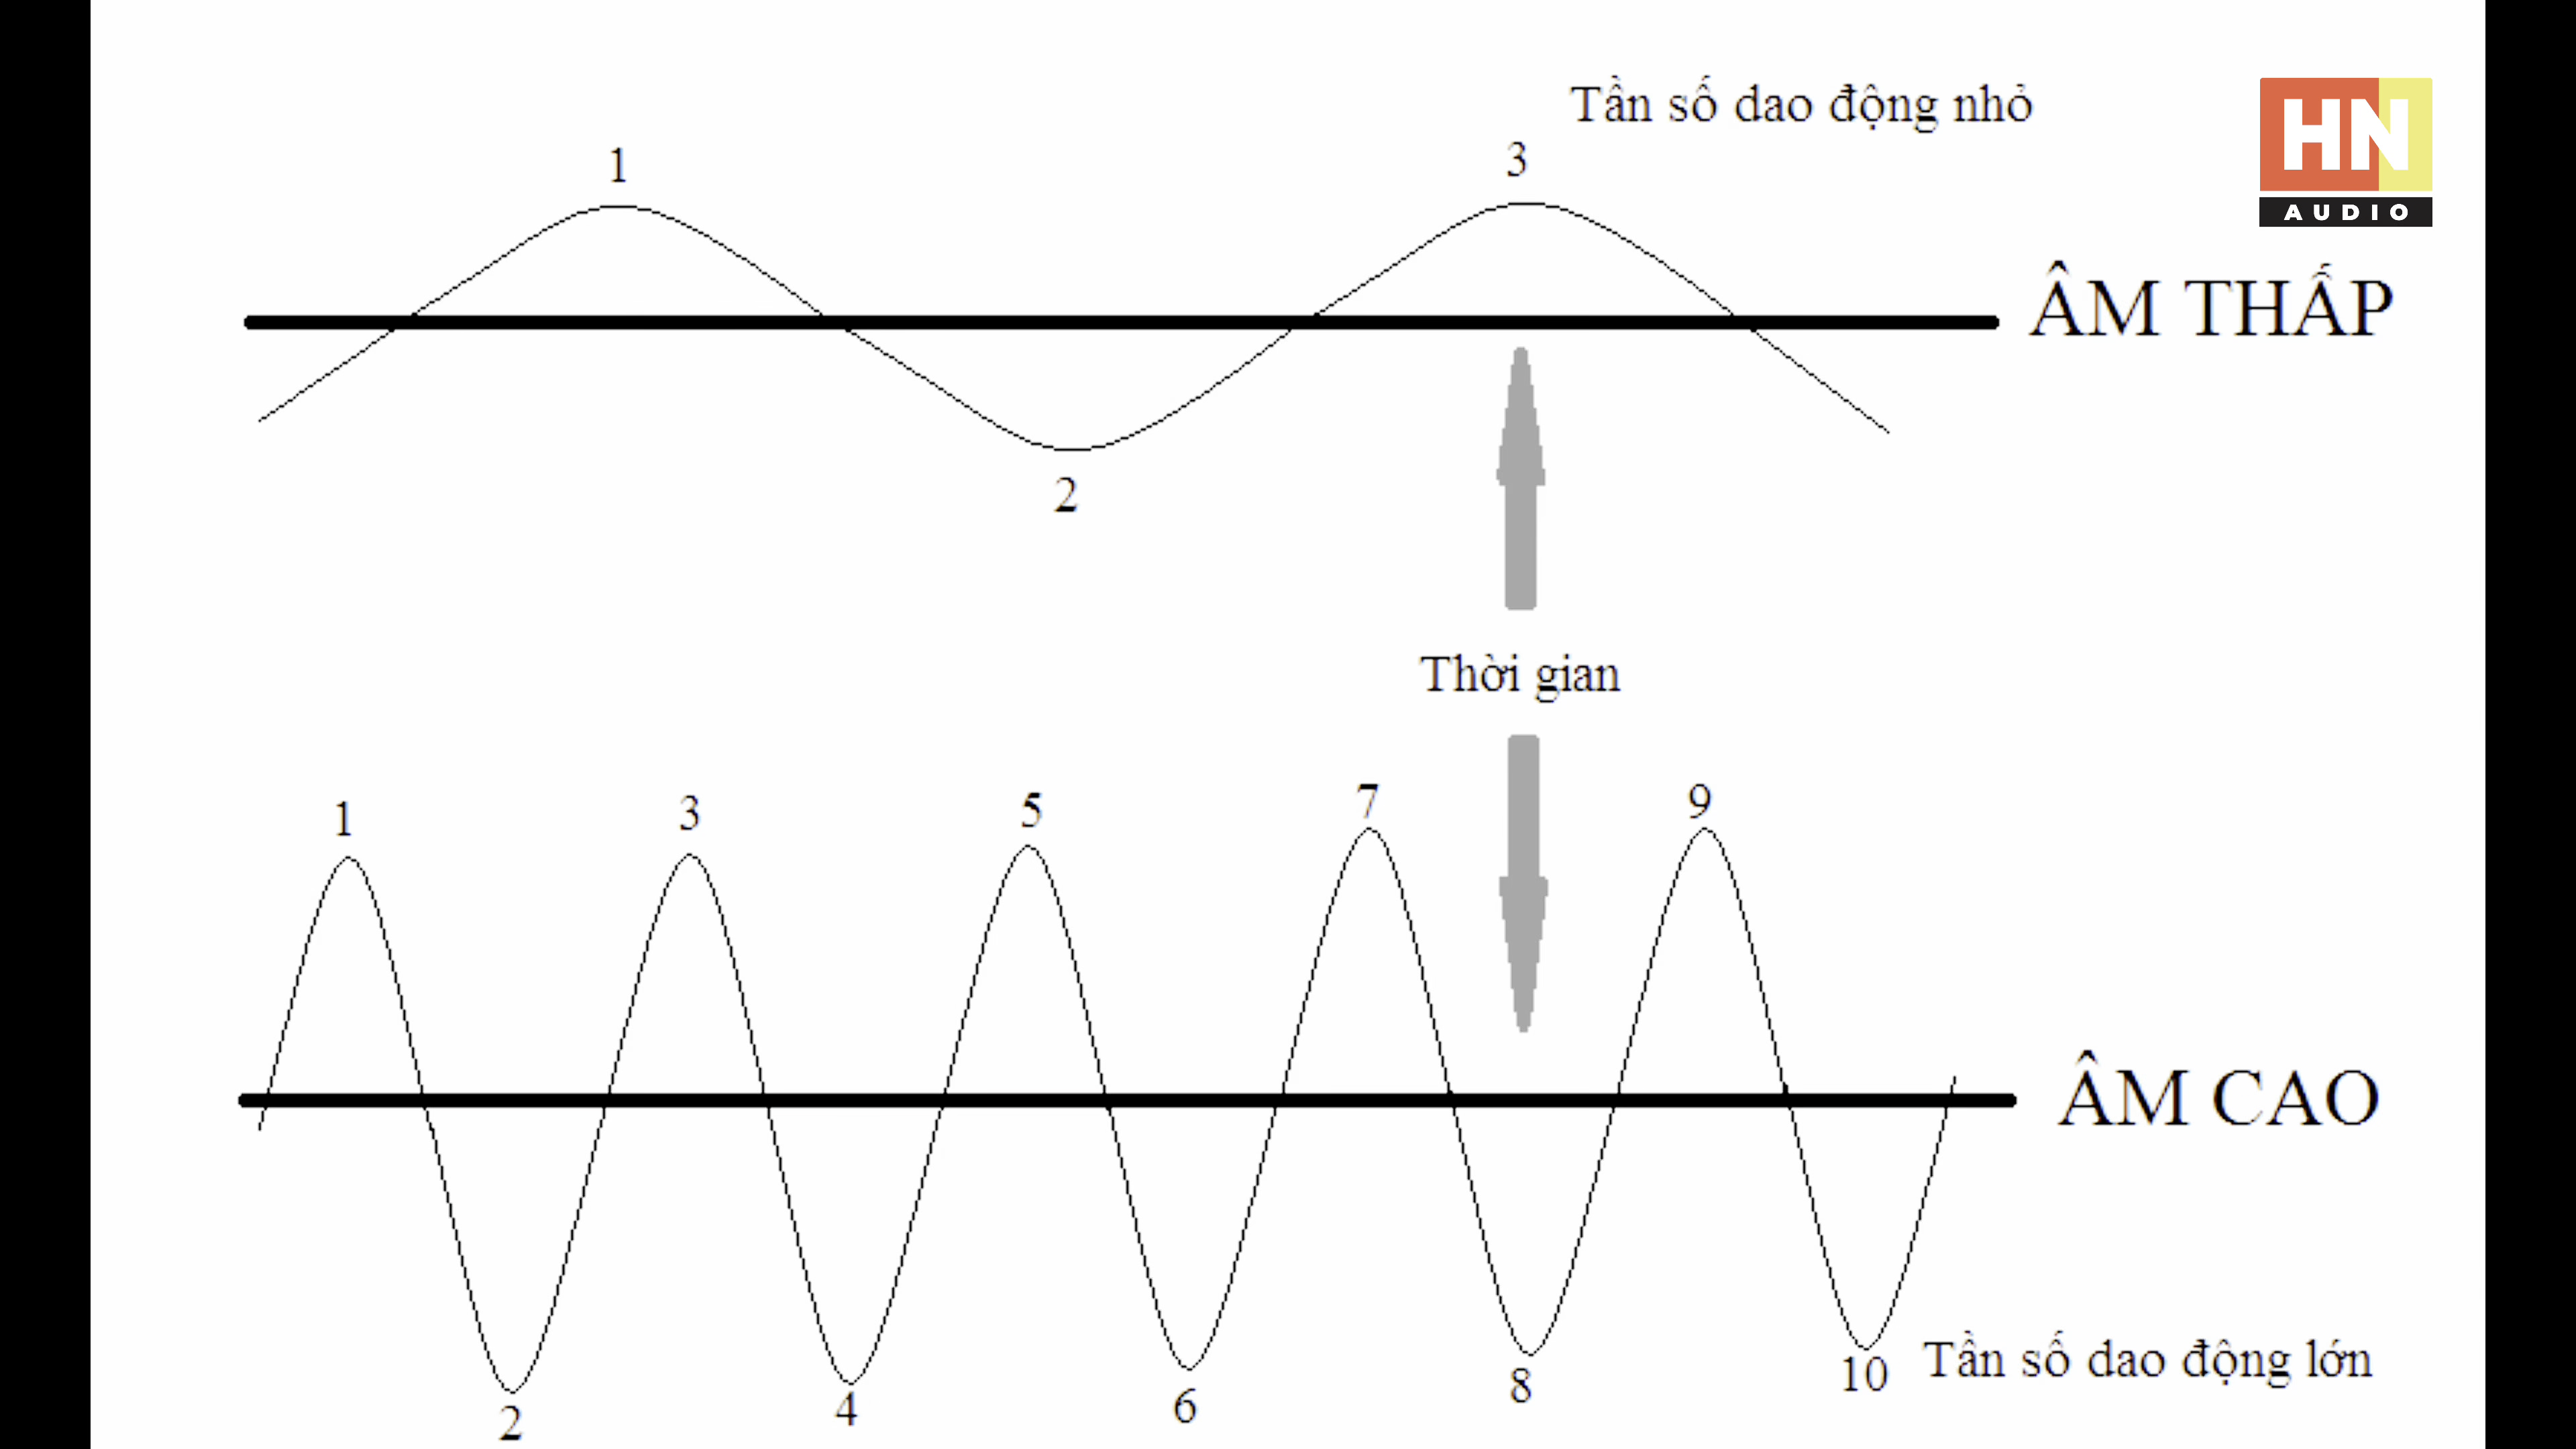 Tần số dao động nhỏ
HN
AUDIO
1
3
ÂM THẤP
2
Thời gian
1
3
5
7
9
ÂM CAO
2
4
6
8
10
Tần số dao động lớn